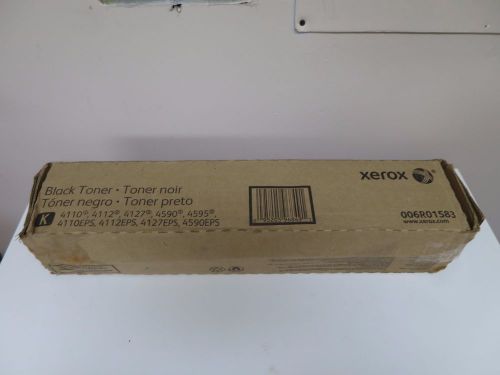 Black Toner • Toner noir
Tóner negro • Toner preto
K
4110®, 4112®, 4127®, 4590®, 4595®,
4110EPS, 4112EPS, 4127EPS, 4590EPS
xerox
006R01583
www.xerox.com